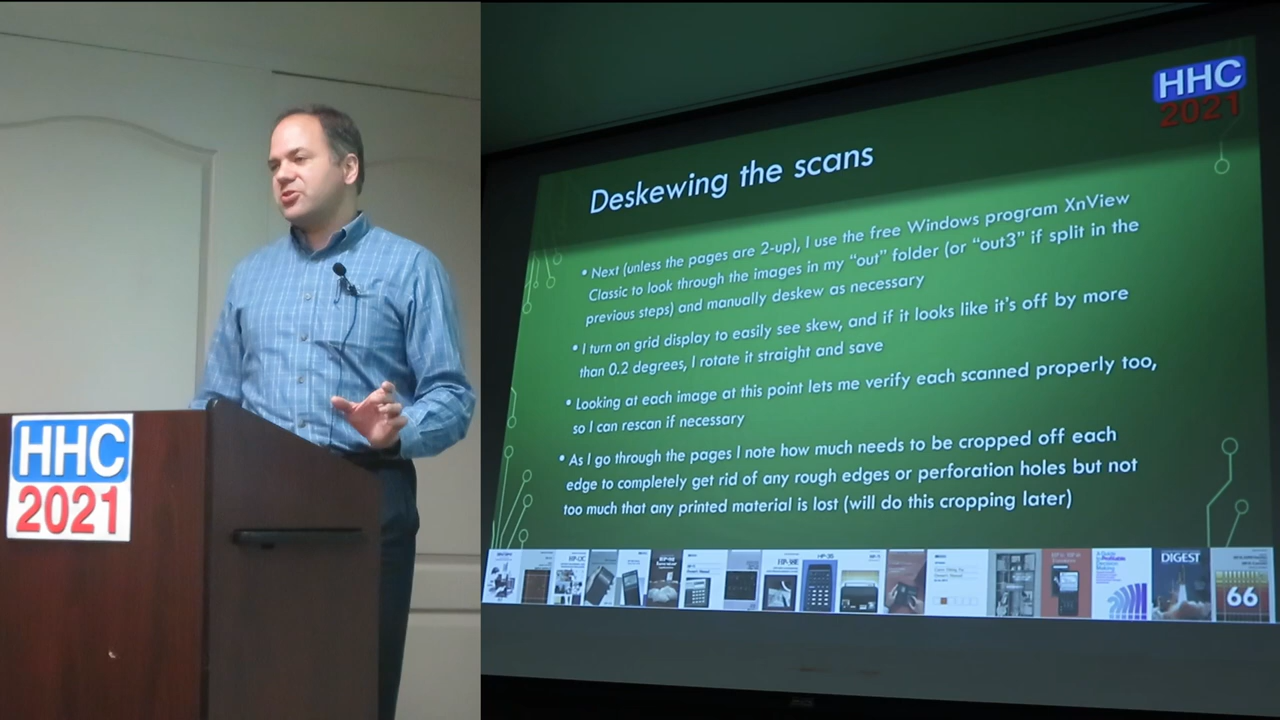 HHC
2021
HHC
2021
Deskewing the scans
• Next (unless the pages are 2-up), I use the free Windows program XnView
Classic to look through the images in my “out” folder (or “out3” if split in the
previous steps) and manually deskew as necessary
• I turn on grid display to easily see skew, and if it looks like it’s off by more
than 0.2 degrees, I rotate it straight and save
• Looking at each image at this point lets me verify each scanned properly too,
so I can rescan if necessary
• As I go through the pages I note how much needs to be cropped off each
edge to completely get rid of any rough edges or perforation holes but not
too much that any printed material is lost (will do this cropping later)
DIGEST
66